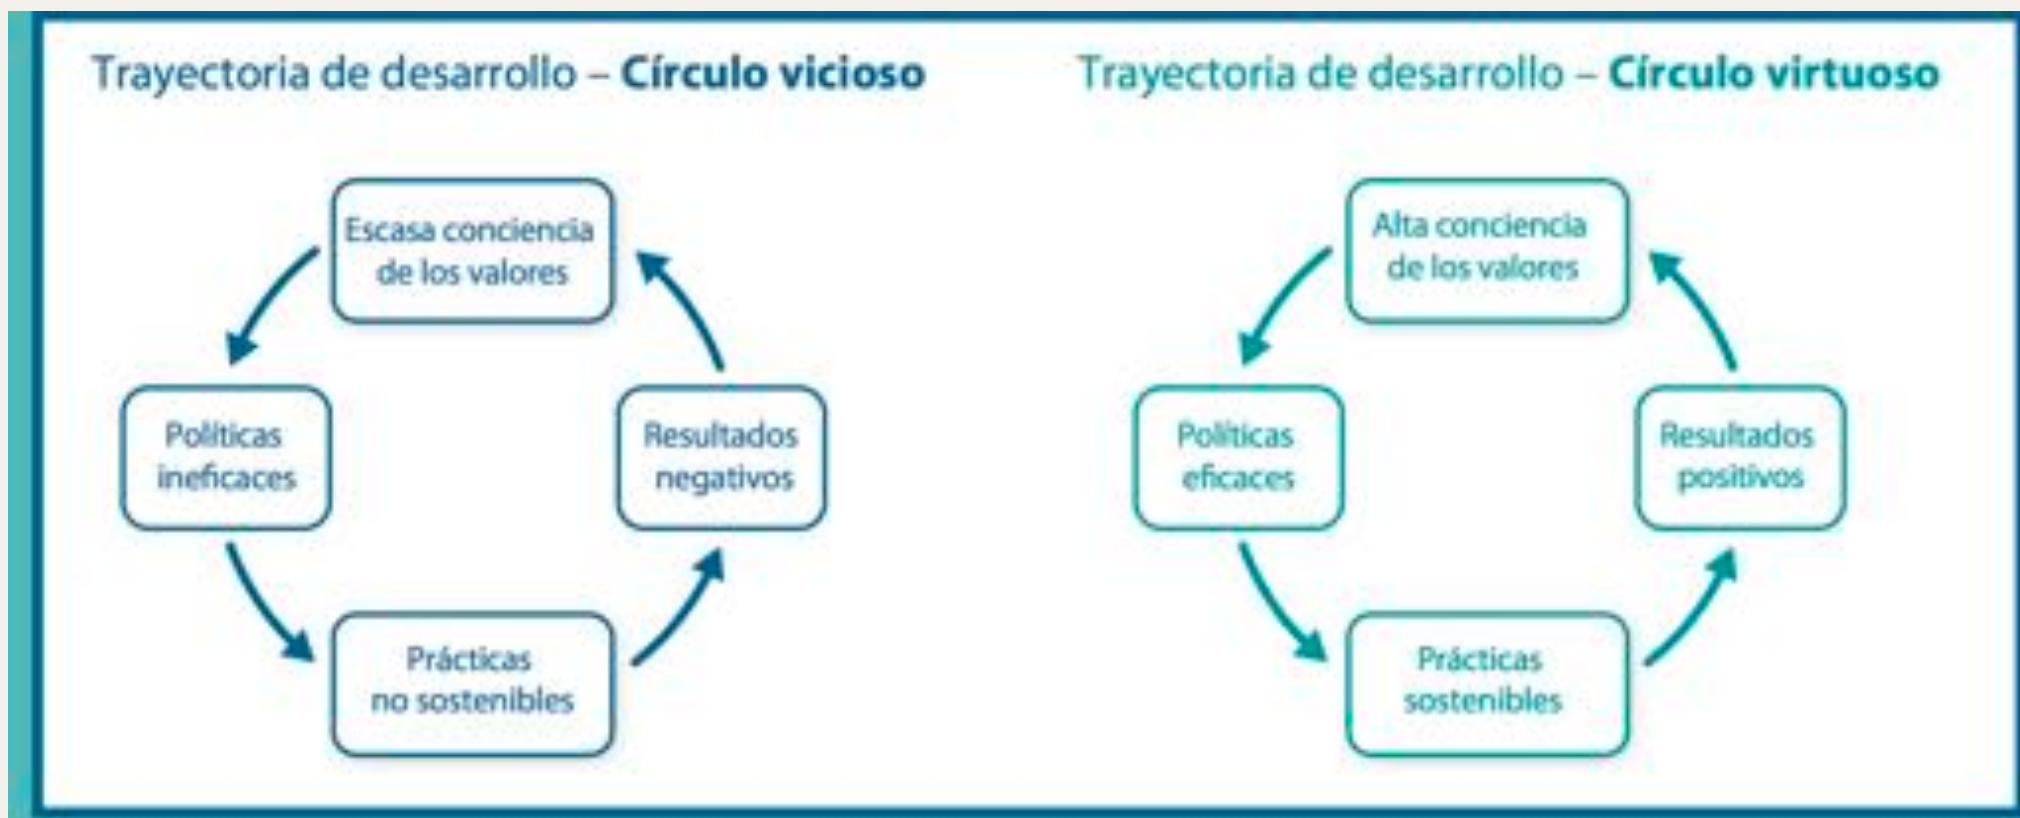 Trayectoria de desarrollo – Círculo vicioso
Escasa conciencia
de los valores
Políticas
ineficaces
Resultados
negativos
Prácticas
no sostenibles
Trayectoria de desarrollo – Círculo virtuoso
Alta conciencia
de los valores
Políticas
eficaces
Resultados
positivos
Prácticas
sostenibles